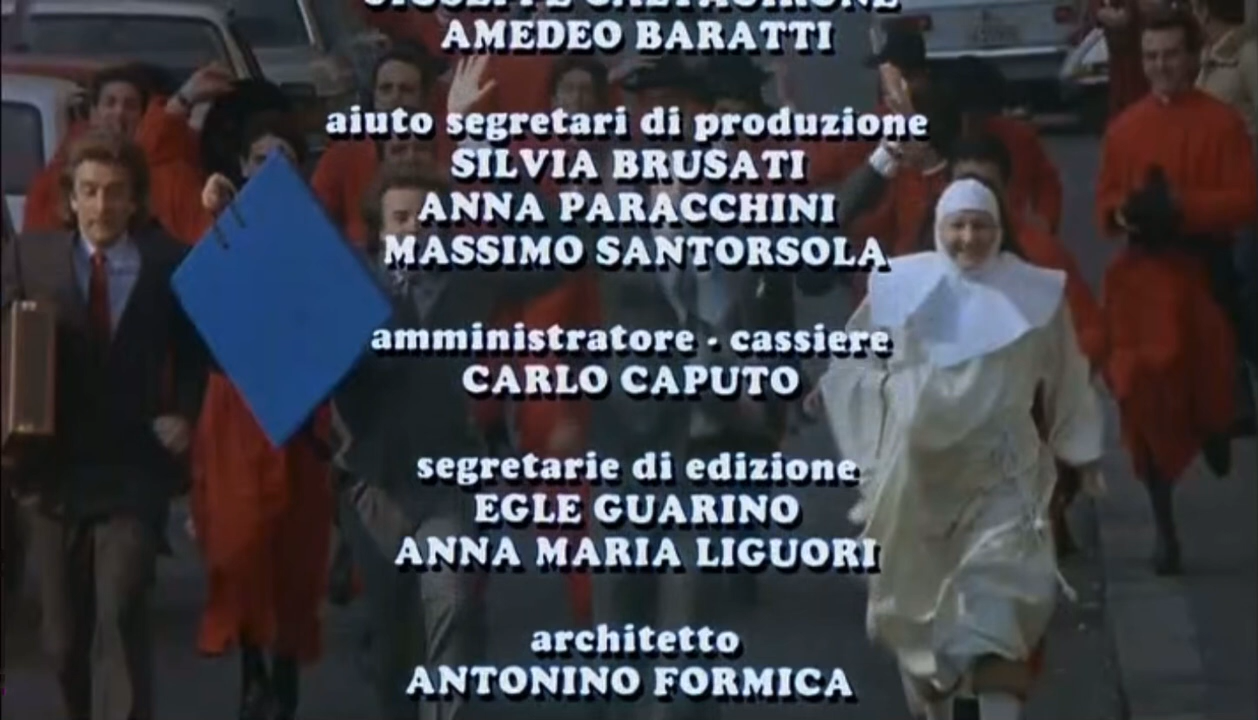 AMEDEO BARATTI
aiuto segretari di produzione
SILVIA BRUSATI
ANNA PARACCHINI
MASSIMO SANTORSOLA
amministratore - cassiere
CARLO CAPUTO
segretarie di edizione
EGLE GUARINO
ANNA MARIA LIGUORI
architetto
ANTONINO FORMICA